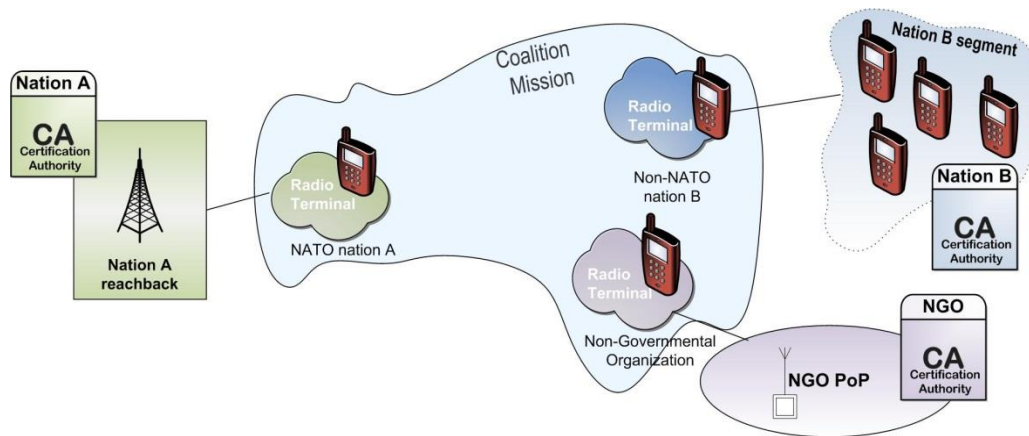 Nation A
CA
Certification
Authority
Nation A
reachback
Coalition
Mission
Radio
Terminal
NATO nation A
Radio
Terminal
Non-NATO
nation B
Radio
Terminal
Non-Governmental
Organization
Nation B segment
Nation B
CA
Certification
Authority
NGO
CA
Certification
Authority
NGO PoP